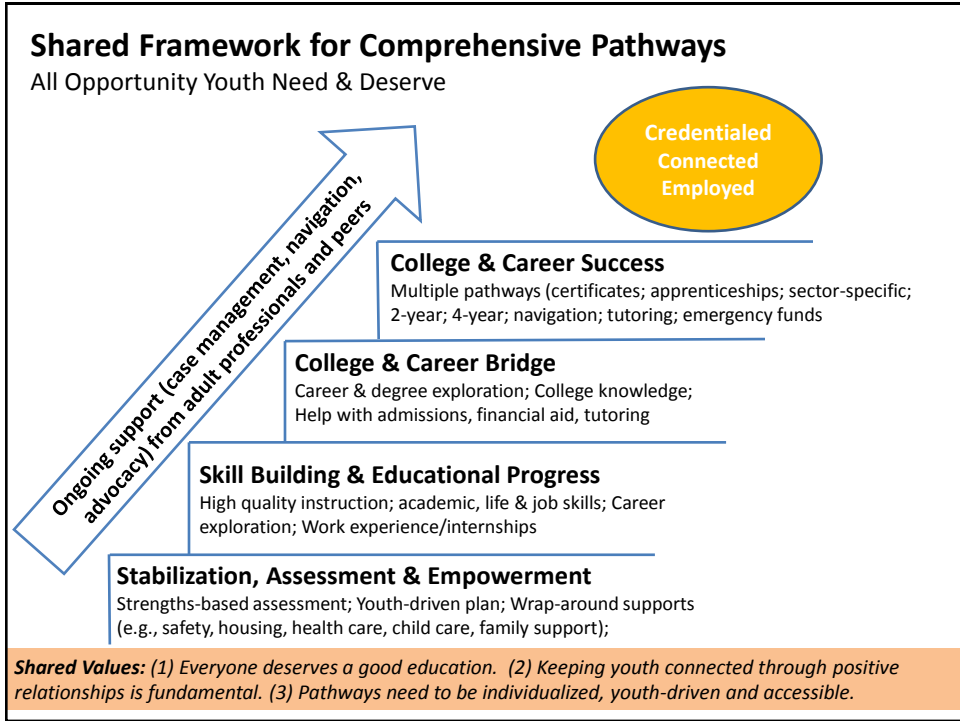 Shared Framework for Comprehensive Pathways
All Opportunity Youth Need & Deserve
Credentialed
Connected
Employed
Ongoing support (case management, navigation,
advocacy) from adult professionals and peers
College & Career Success
Multiple pathways (certificates; apprenticeships; sector-specific;
2-year; 4-year; navigation; tutoring; emergency funds
College & Career Bridge
Career & degree exploration; College knowledge;
Help with admissions, financial aid, tutoring
Skill Building & Educational Progress
High quality instruction; academic, life & job skills; Career
exploration; Work experience/internships
Stabilization, Assessment & Empowerment
Strengths-based assessment; Youth-driven plan; Wrap-around supports
(e.g., safety, housing, health care, child care, family support);
Shared Values: (1) Everyone deserves a good education. (2) Keeping youth connected through positive
relationships is fundamental. (3) Pathways need to be individualized, youth-driven and accessible.